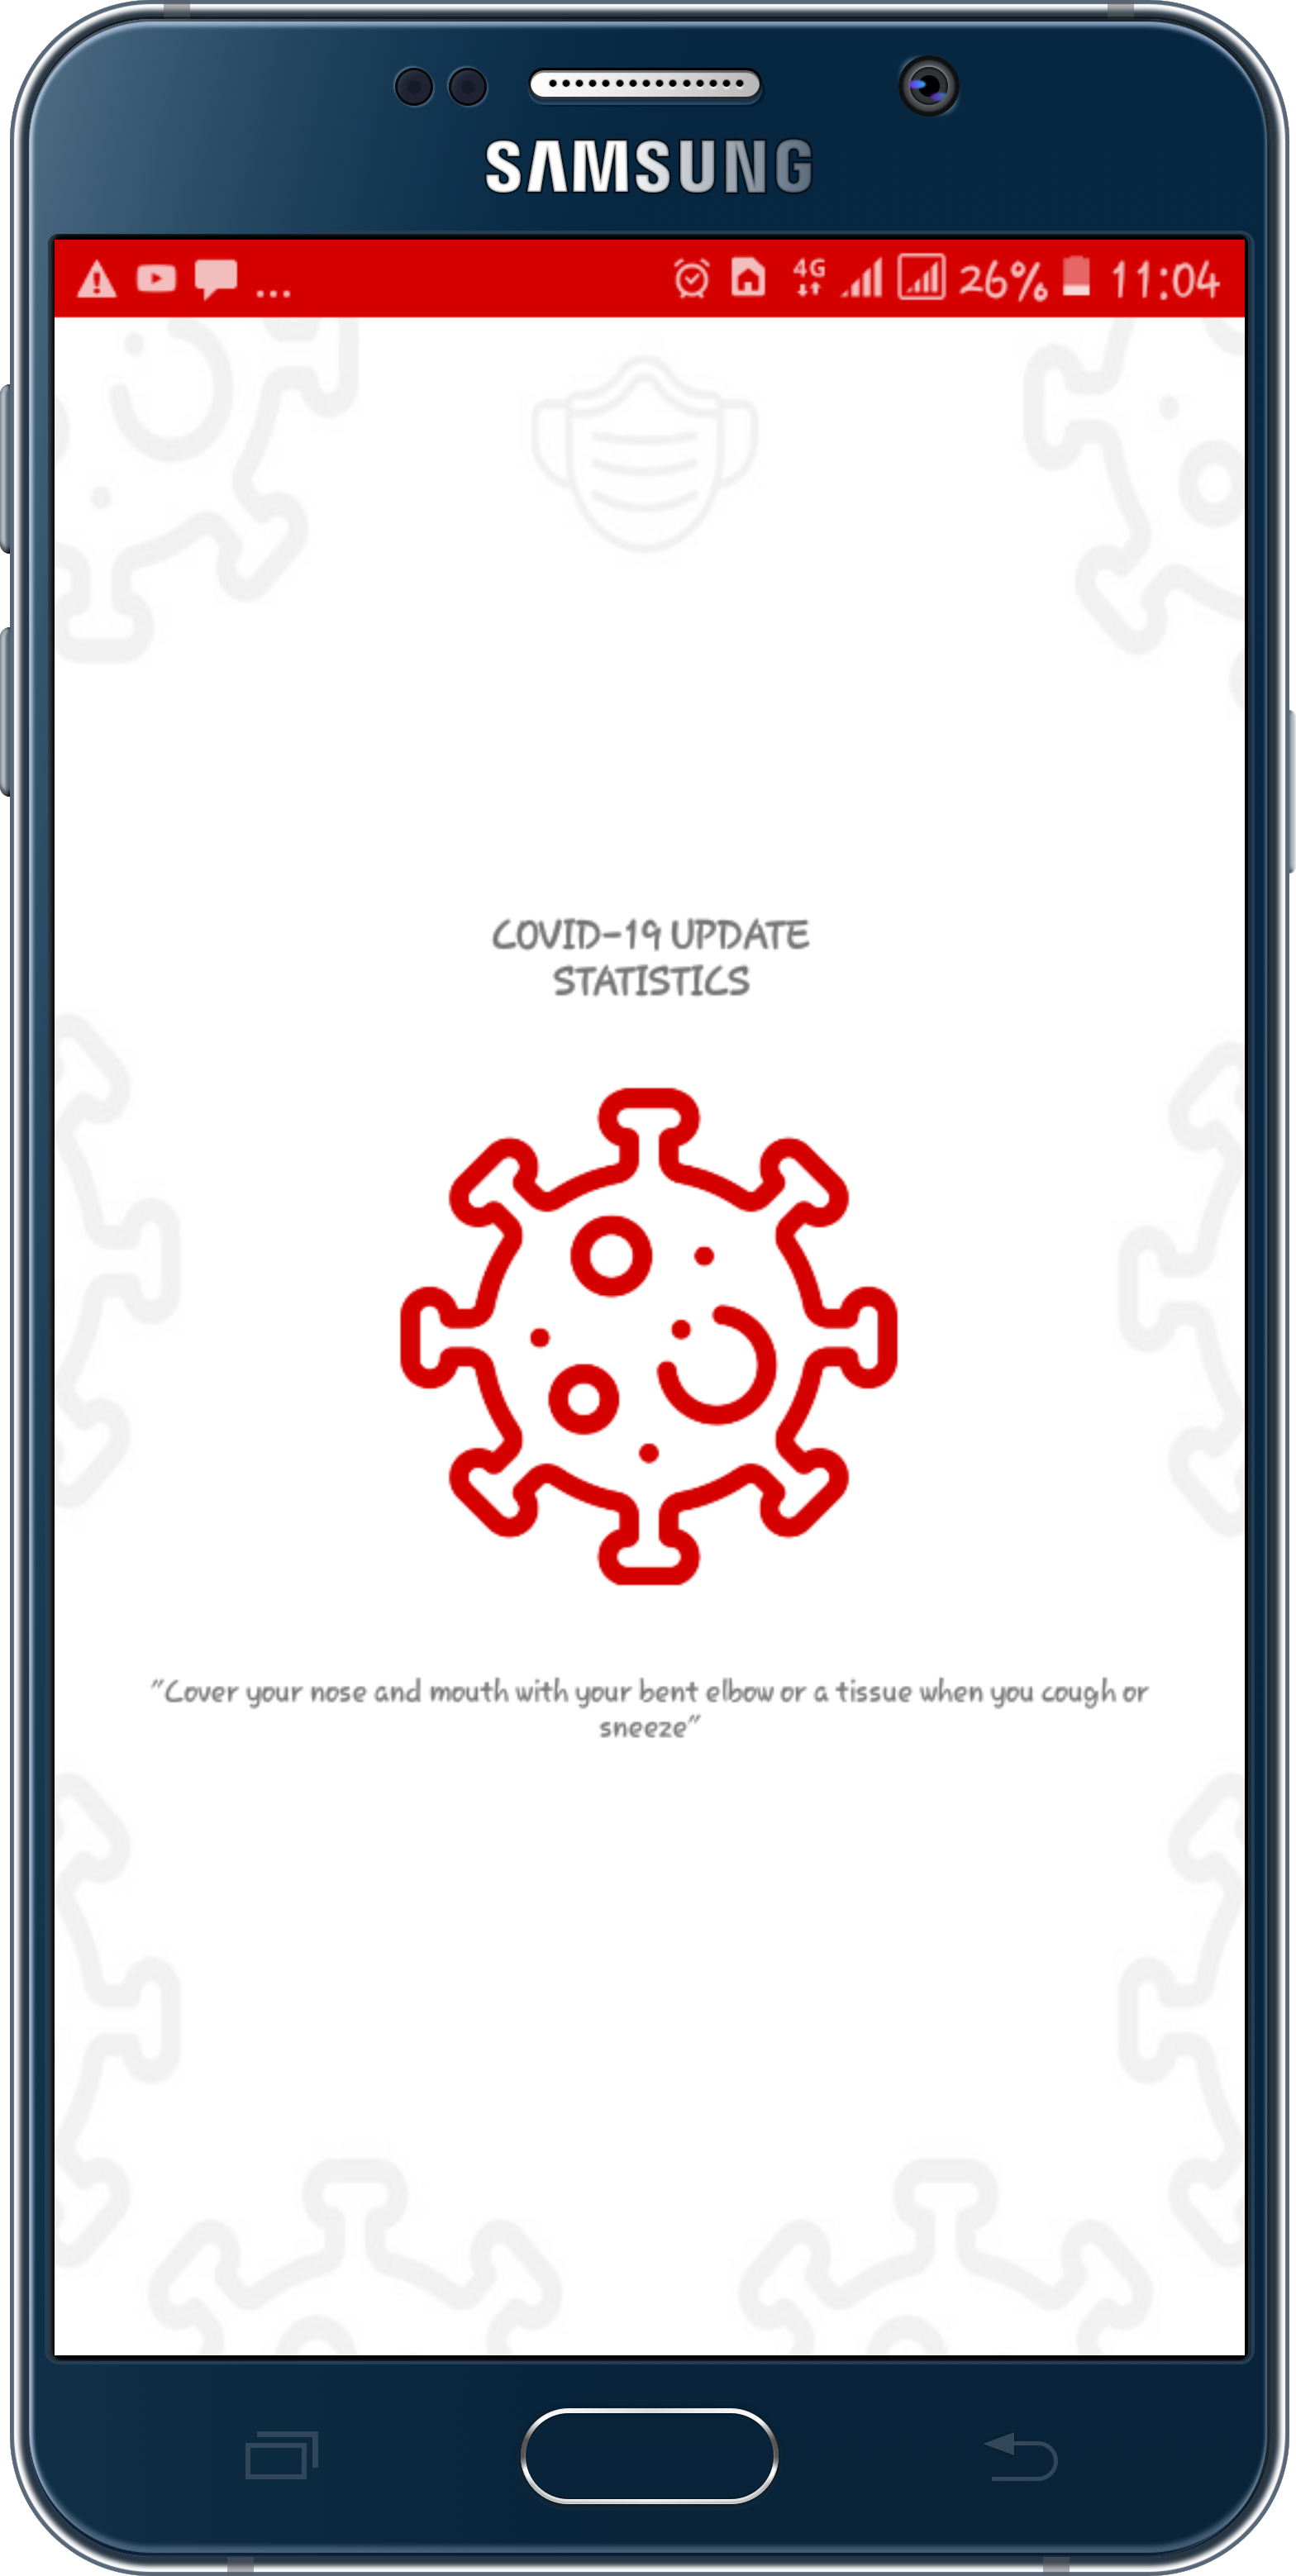 SAMSUNG
... 4G 26% 11:04
COVID-19 UPDATE
STATISTICS
"Cover your nose and mouth with your bent elbow or a tissue when you cough or
sneeze"